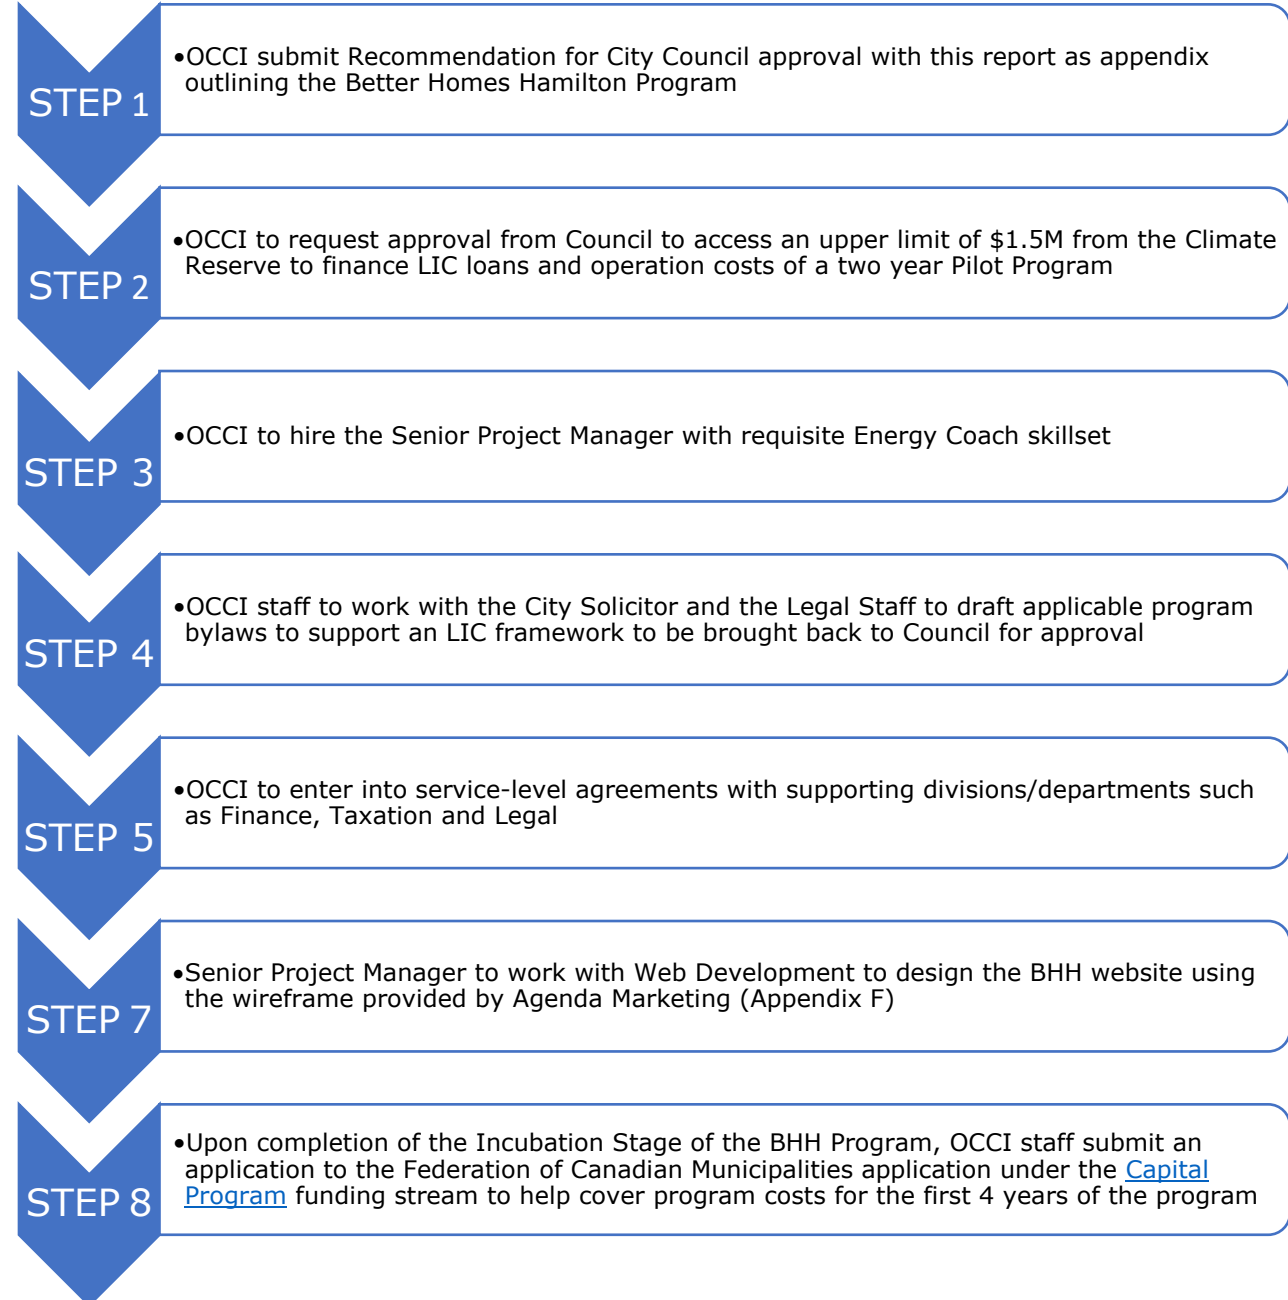 STEP 1
•OCCI submit Recommendation for City Council approval with this report as appendix
outlining the Better Homes Hamilton Program
STEP 2
•OCCI to request approval from Council to access an upper limit of $1.5M from the Climate
Reserve to finance LIC loans and operation costs of a two year Pilot Program
STEP 3
•OCCI to hire the Senior Project Manager with requisite Energy Coach skillset
STEP 4
•OCCI staff to work with the City Solicitor and the Legal Staff to draft applicable program
bylaws to support an LIC framework to be brought back to Council for approval
STEP 5
•OCCI to enter into service-level agreements with supporting divisions/departments such
as Finance, Taxation and Legal
STEP 7
•Senior Project Manager to work with Web Development to design the BHH website using
the wireframe provided by Agenda Marketing (Appendix F)
STEP 8
•Upon completion of the Incubation Stage of the BHH Program, OCCI staff submit an
application to the Federation of Canadian Municipalities application under the Capital
Program funding stream to help cover program costs for the first 4 years of the program